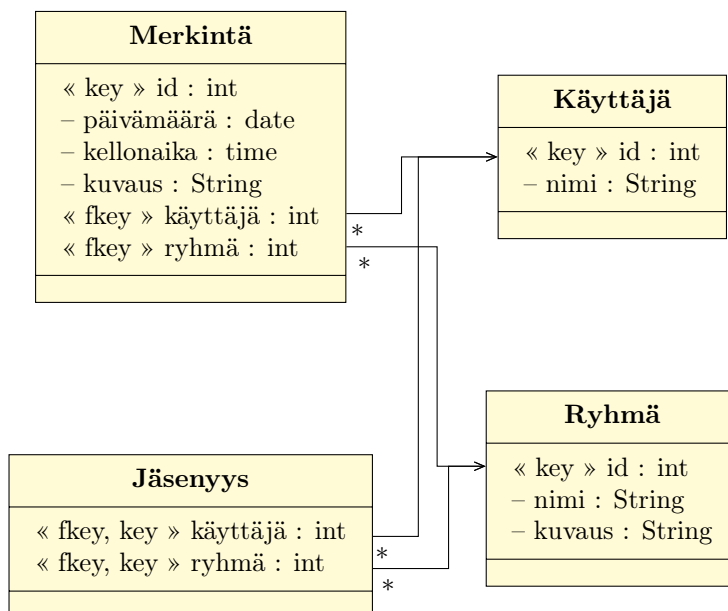 Merkintä
« key » id : int
– päivämäärä : date
– kellonaika : time
– kuvaus : String
« fkey » käyttäjä : int
« fkey » ryhmä : int
*
*
Käyttäjä
« key » id : int
– nimi : String
Ryhmä
« key » id : int
– nimi : String
– kuvaus : String
Jäsenyys
« fkey, key » käyttäjä : int
« fkey, key » ryhmä : int
*
*